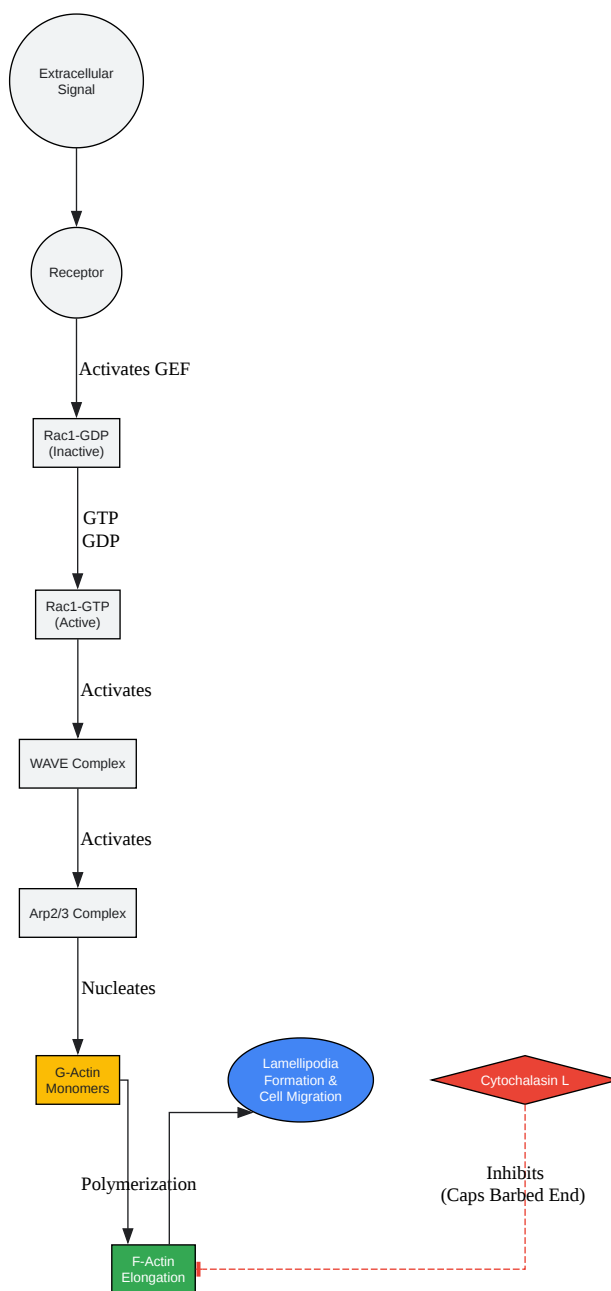 Extracellular
Signal
Receptor
Activates GEF
Rac1-GDP
(Inactive)
GTP
GDP
Rac1-GTP
(Active)
Activates
WAVE Complex
Activates
Arp2/3 Complex
Nucleates
G-Actin
Monomers
Lamellipodia
Formation &
Cell Migration
Cytochalasin L
Polymerization
Inhibits
(Caps Barbed End)
F-Actin
Elongation